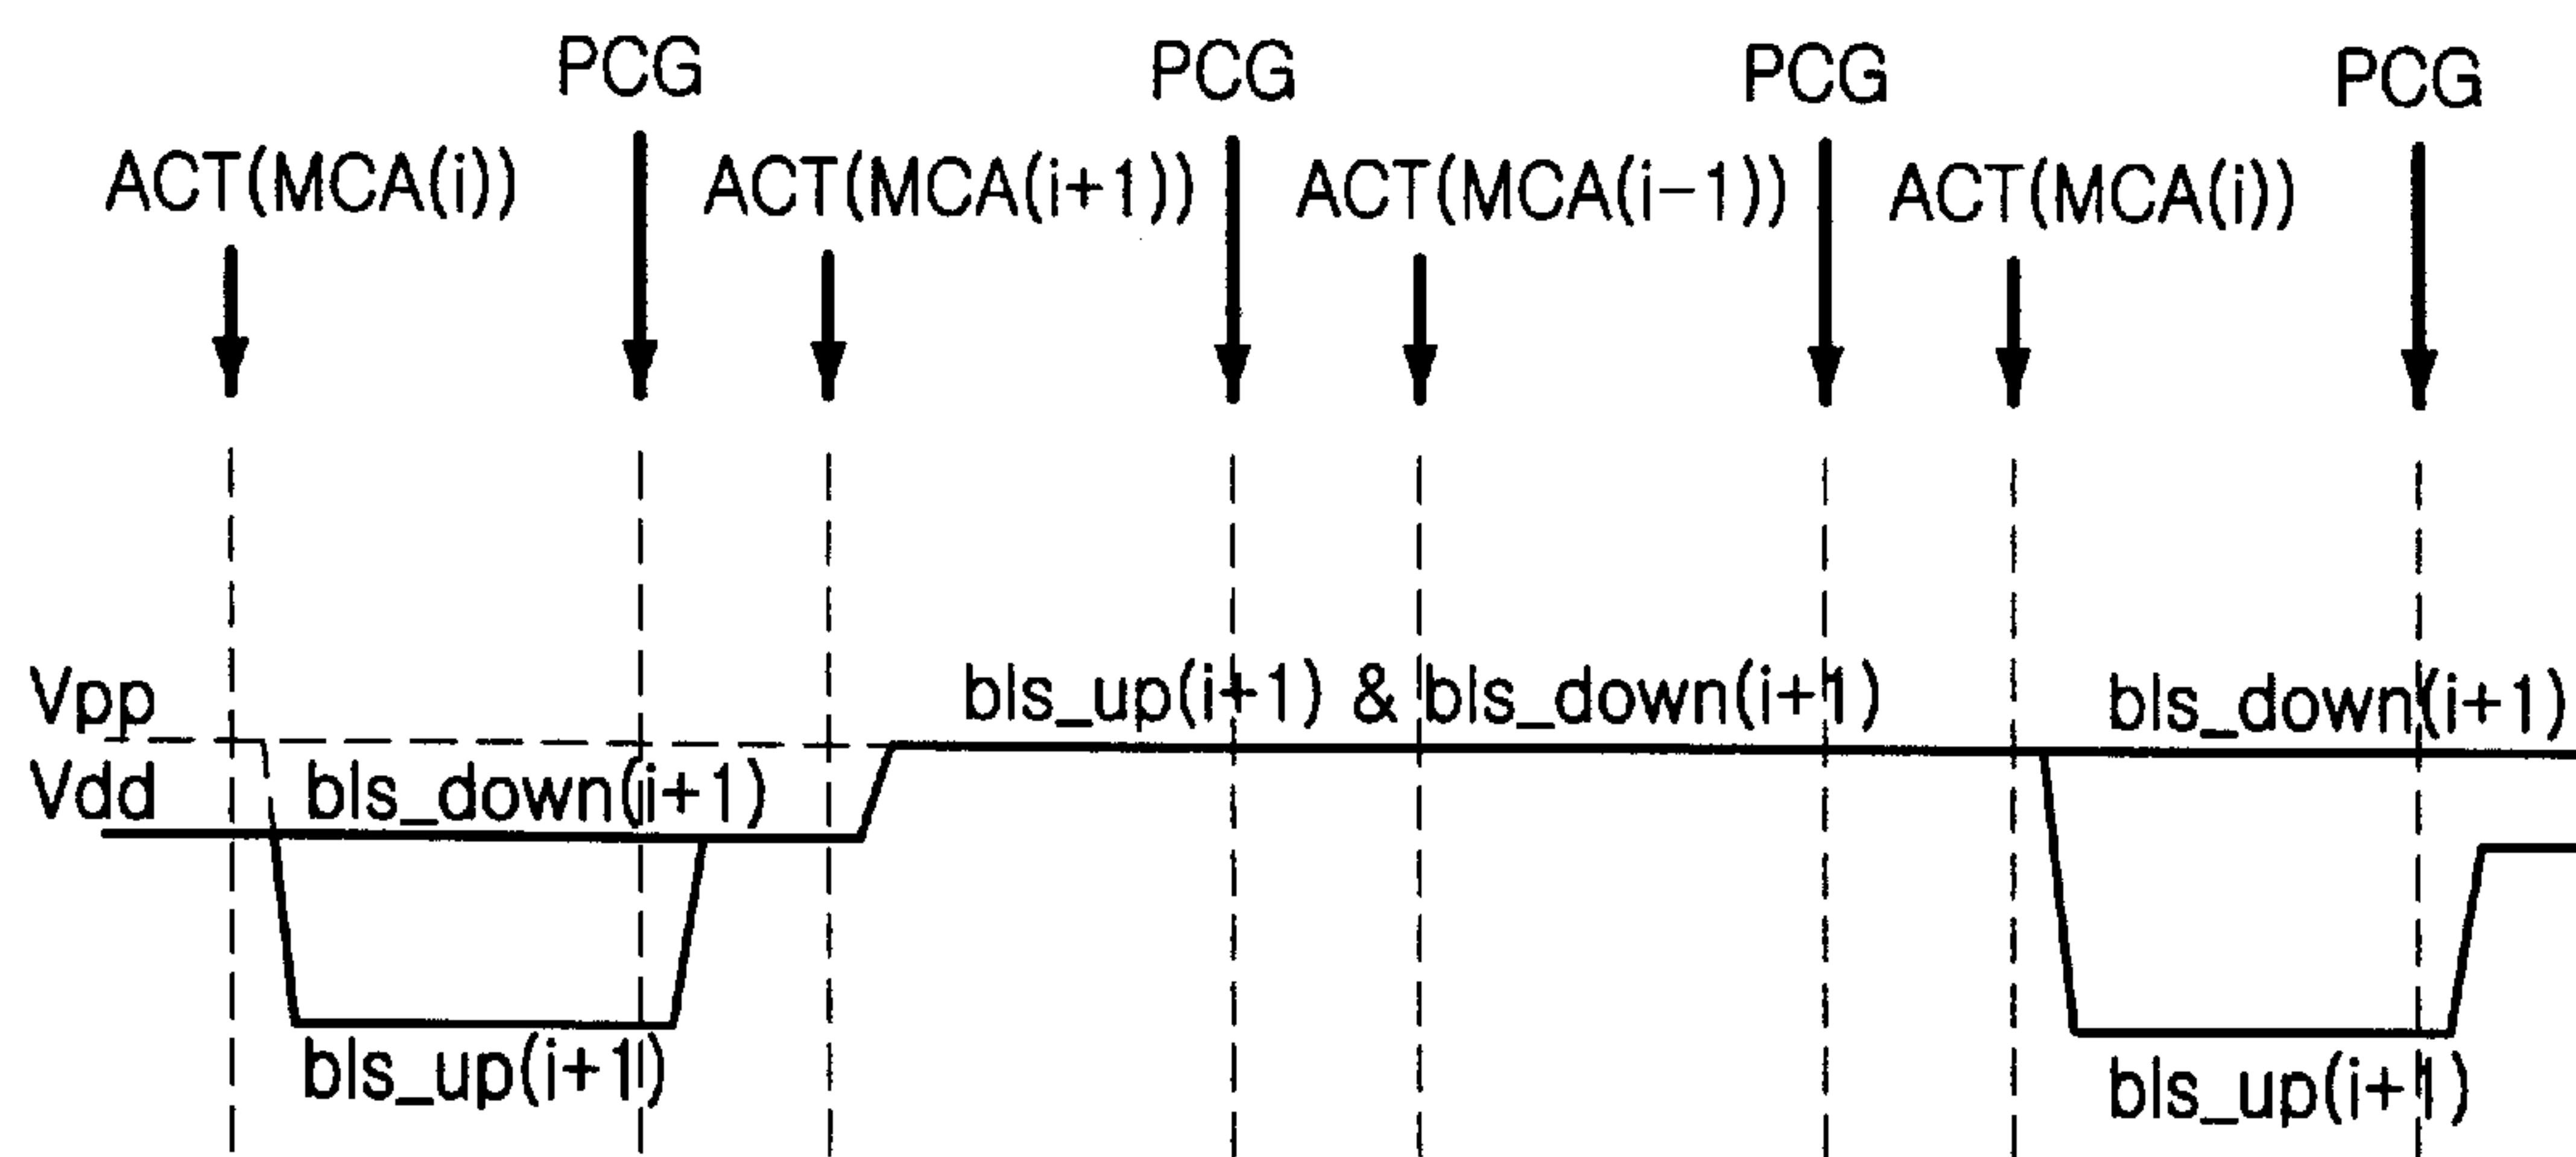 PCG PCG PCG PCG
ACT(MCA(i)) ACT(MCA(i+1)) ACT(MCA(i-1)) ACT(MCA(i))
Vpp bls_up(i+1) & bls_down(i+1) bls_down(i+1)
Vdd bls_down(i+1)
bls_up(i+1) bls_up(i+1)